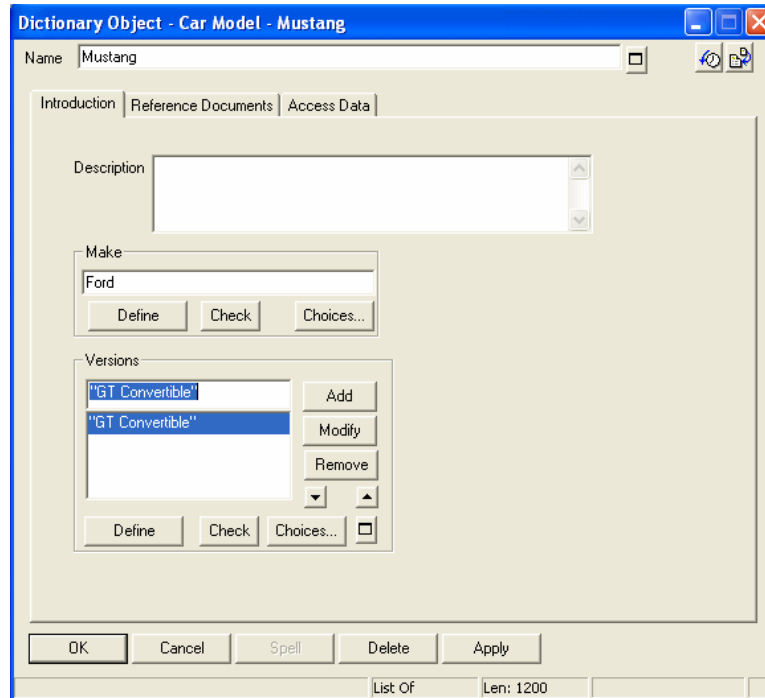 Dictionary Object - Car Model - Mustang
Name Mustang
Introduction Reference Documents Access Data
Description
Make
Ford
Define Check Choices...
Versions
"GT Convertible" Add
"GT Convertible" Modify
Remove
Define Check Choices...
OK Cancel Spell Delete Apply
List Of Len: 1200